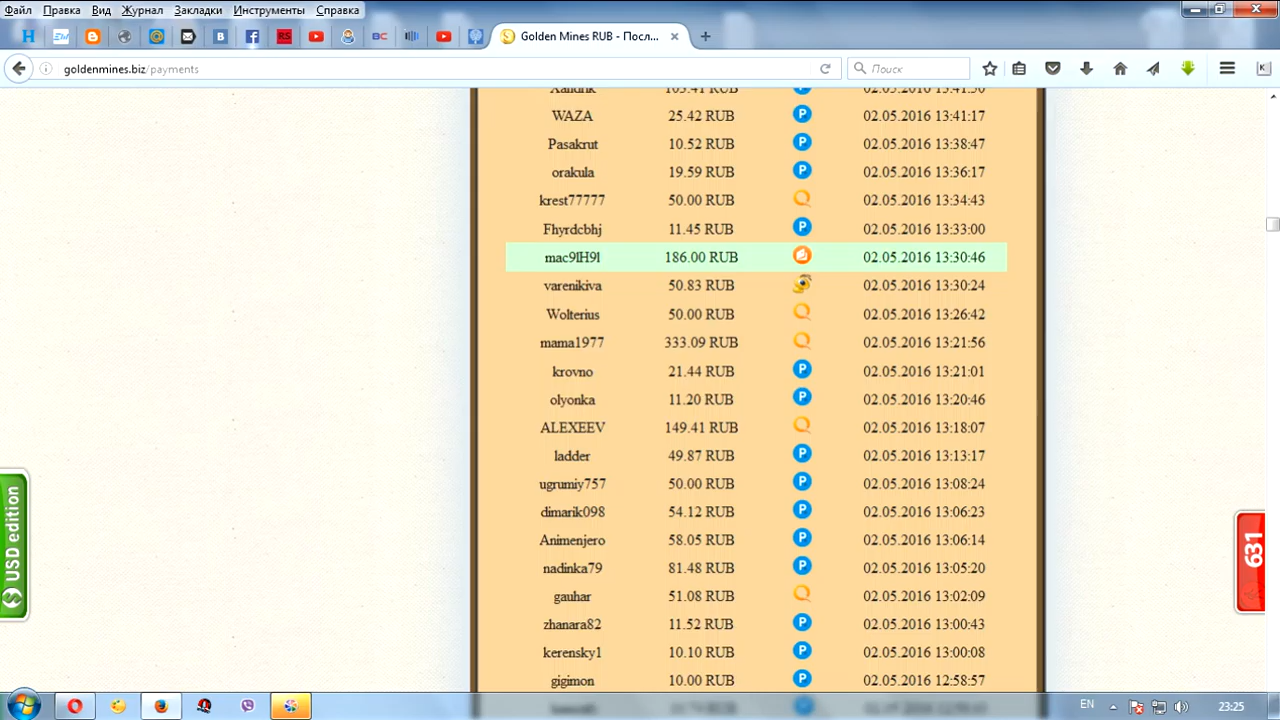 Файл Правка Вид Журнал Закладки Инструменты Справка
Golden Mines RUB - Посл...
goldenmines.biz/payments
Поиск
Xandrik 103.41 RUB 02.05.2016 13:41:30
WAZA 25.42 RUB 02.05.2016 13:41:17
Pasakrut 10.52 RUB 02.05.2016 13:38:47
orakula 19.59 RUB 02.05.2016 13:36:17
krest77777 50.00 RUB 02.05.2016 13:34:43
Fhyrdcbhj 11.45 RUB 02.05.2016 13:33:00
mac9lH9l 186.00 RUB 02.05.2016 13:30:46
varenikiva 50.83 RUB 02.05.2016 13:30:24
Wolterius 50.00 RUB 02.05.2016 13:26:42
mama1977 333.09 RUB 02.05.2016 13:21:56
krovno 21.44 RUB 02.05.2016 13:21:01
olyonka 11.20 RUB 02.05.2016 13:20:46
ALEXEEV 149.41 RUB 02.05.2016 13:18:07
ladder 49.87 RUB 02.05.2016 13:13:17
ugrumiy757 50.00 RUB 02.05.2016 13:08:24
dimarik098 54.12 RUB 02.05.2016 13:06:23
Animenjero 58.05 RUB 02.05.2016 13:06:14
nadinka79 81.48 RUB 02.05.2016 13:05:20
gauhar 51.08 RUB 02.05.2016 13:02:09
zhanara82 11.52 RUB 02.05.2016 13:00:43
kerensky1 10.10 RUB 02.05.2016 13:00:08
gigimon 10.00 RUB 02.05.2016 12:58:57
USD edition
631
EN
23:25